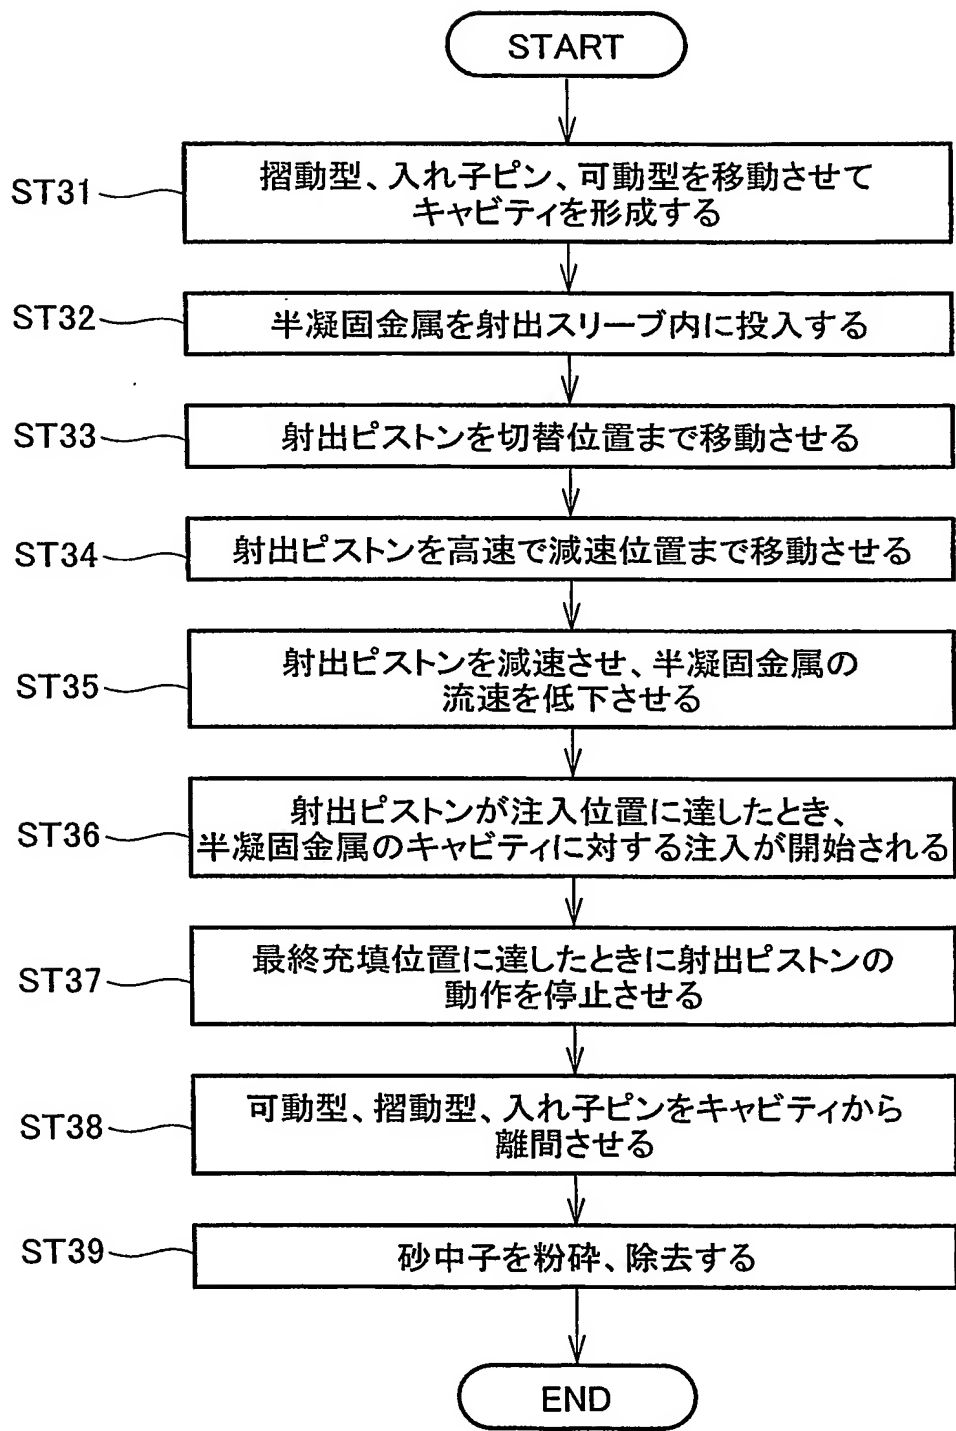 START
ST31
摺動型、入れ子ピン、可動型を移動させて
キャビティを形成する
ST32
半凝固金属を射出スリーブ内に投入する
ST33
射出ピストンを切替位置まで移動させる
ST34
射出ピストンを高速で減速位置まで移動させる
ST35
射出ピストンを減速させ、半凝固金属の
流速を低下させる
ST36
射出ピストンが注入位置に達したとき、
半凝固金属のキャビティに対する注入が開始される
ST37
最終充填位置に達したときに射出ピストンの
動作を停止させる
ST38
可動型、摺動型、入れ子ピンをキャビティから
離間させる
ST39
砂中子を粉砕、除去する
END